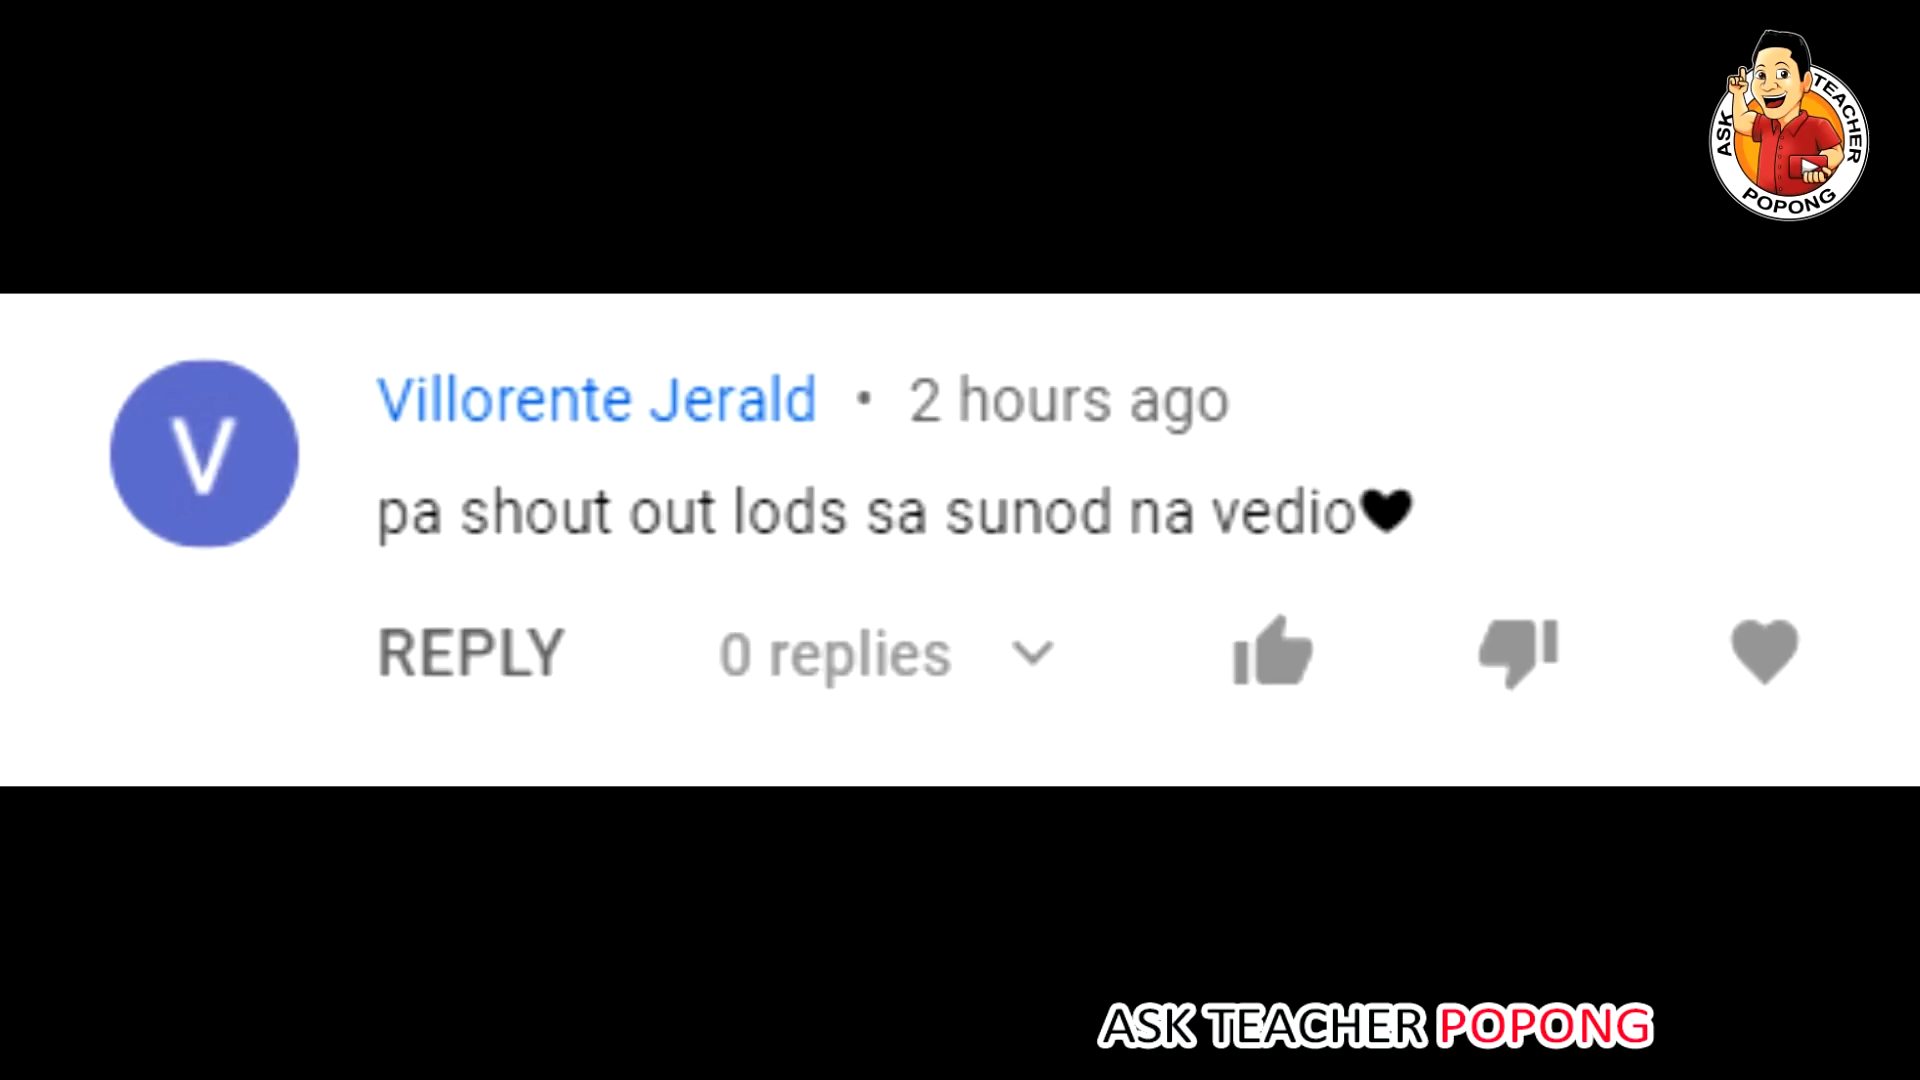 ASK TEACHER
POPONG
V
Villorente Jerald • 2 hours ago
pa shout out lods sa sunod na vedio🖤
REPLY 0 replies
ASK TEACHER POPONG